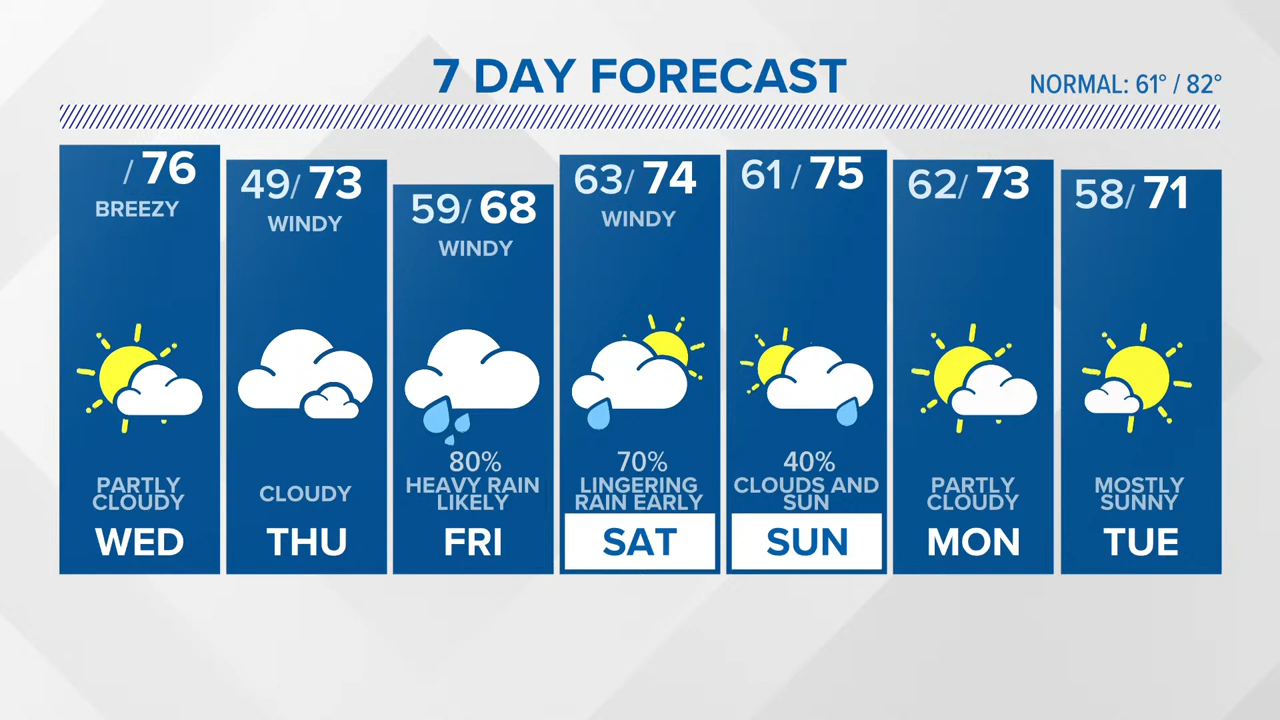 7 DAY FORECAST
NORMAL: 61° / 82°
/ 76
BREEZY
PARTLY
CLOUDY
WED
49/ 73
WINDY
CLOUDY
THU
59/ 68
WINDY
80%
HEAVY RAIN
LIKELY
FRI
63/ 74
WINDY
70%
LINGERING
RAIN EARLY
SAT
61 / 75
40%
CLOUDS AND
SUN
SUN
62/ 73
PARTLY
CLOUDY
MON
58/ 71
MOSTLY
SUNNY
TUE